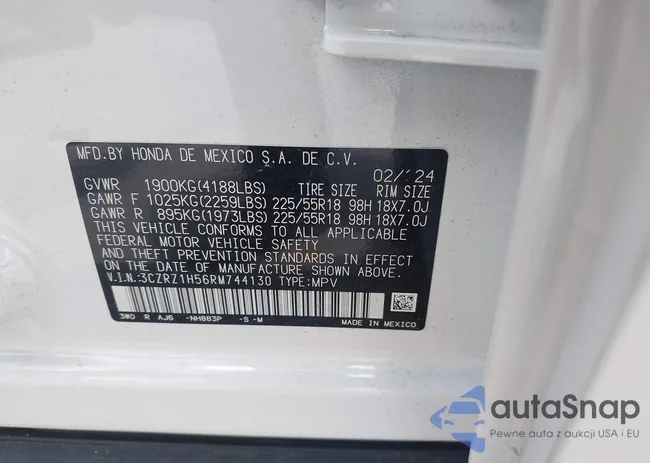 MFD.BY HONDA DE MEXICO S.A. DE C.V.
02/24
GVWR 1900KG(4188LBS) TIRE SIZE RIM SIZE
GAWR F 1025KG(2259LBS) 225/55R18 98H 18X7.0J
GAWR R 895KG(1973LBS) 225/55R18 98H 18X7.0J
THIS VEHICLE CONFORMS TO ALL APPLICABLE
FEDERAL MOTOR VEHICLE SAFETY
AND THEFT PREVENTION STANDARDS IN EFFECT
ON THE DATE OF MANUFACTURE SHOWN ABOVE.
V.I.N.:3CZRZ1H56RM744130 TYPE:MPV
3W0 R AJ6 -NH883P -S -M
MADE IN MEXICO
autaSnap
Pewne auta z aukcji USA i EU